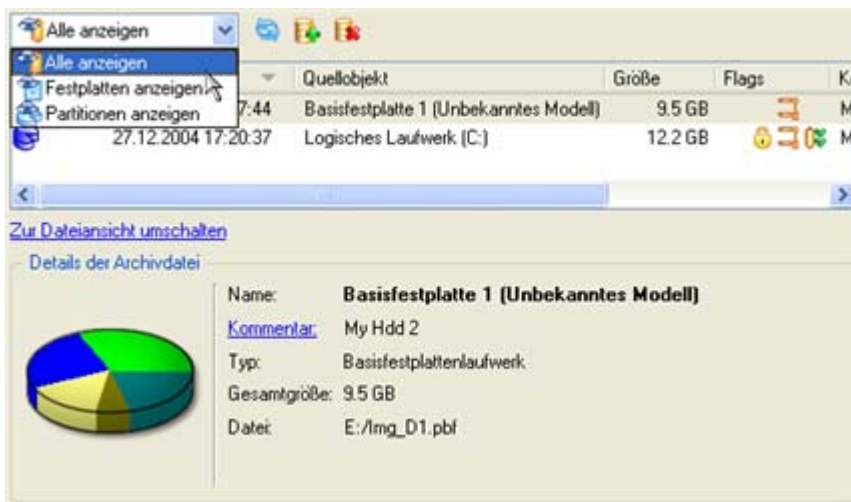 Alle anzeigen
Alle anzeigen
Festplatten anzeigen
Partitionen anzeigen
Quellobjekt Größe Flags K
7:44 Basisfestplatte 1 (Unbekanntes Modell) 9.5 GB M
27.12.2004 17:20:37 Logisches Laufwerk (C:) 12.2 GB M
Zur Dateiansicht umschalten
Details der Archivdatei
Name: Basisfestplatte 1 (Unbekanntes Modell)
Kommentar: My Hdd 2
Typ: Basisfestplattenlaufwerk
Gesamtgröße: 9.5 GB
Datei: E:/Img_D1.pbf